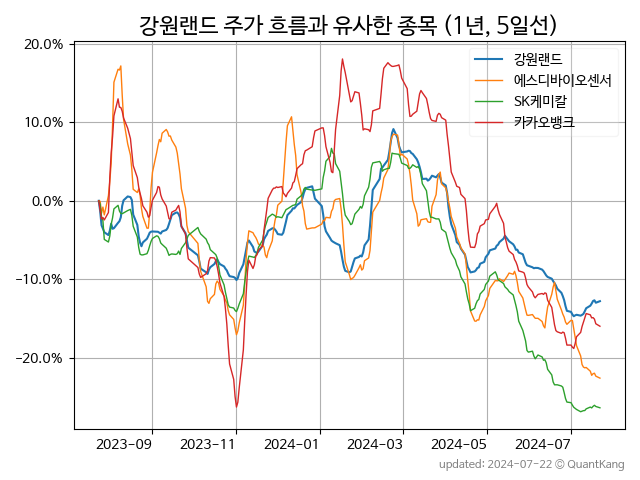 강원랜드 주가 흐름과 유사한 종목 (1년, 5일선)
20.0%
10.0%
0.0%
−10.0%
−20.0%
강원랜드
에스디바이오센서
SK케미칼
카카오뱅크
2023-09
2023-11
2024-01
2024-03
2024-05
2024-07
updated: 2024-07-22 © QuantKang